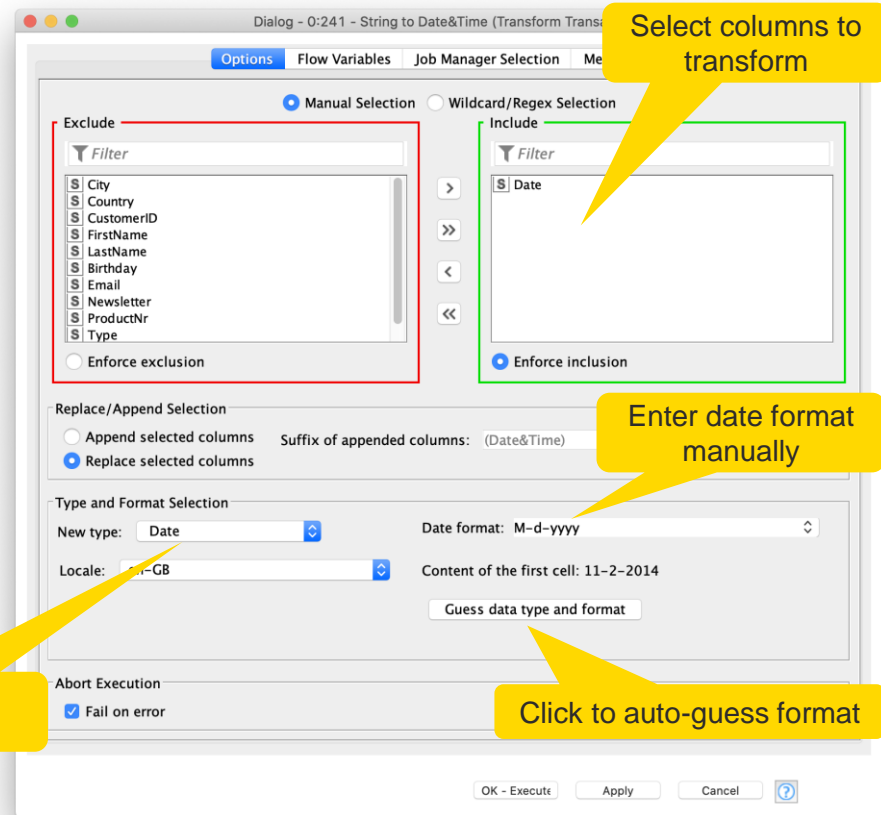 Dialog - 0:241 - String to Date&Time (Transform Transa
Select columns to
transform
Options Flow Variables Job Manager Selection Me
Manual Selection Wildcard/Regex Selection
Exclude
Include
Filter
Filter
S City
S Country
S CustomerID
S FirstName
S LastName
S Birthday
S Email
S Newsletter
S ProductNr
S Type
S Date
>
>>
<
<<
Enforce exclusion
Enforce inclusion
Replace/Append Selection
Append selected columns Suffix of appended columns: (Date&Time)
Replace selected columns
Enter date format
manually
Type and Format Selection
New type: Date
Date format: M-d-yyyy
Locale: en-GB
Content of the first cell: 11-2-2014
Guess data type and format
Abort Execution
Fail on error
Click to auto-guess format
OK - Execute Apply Cancel ?